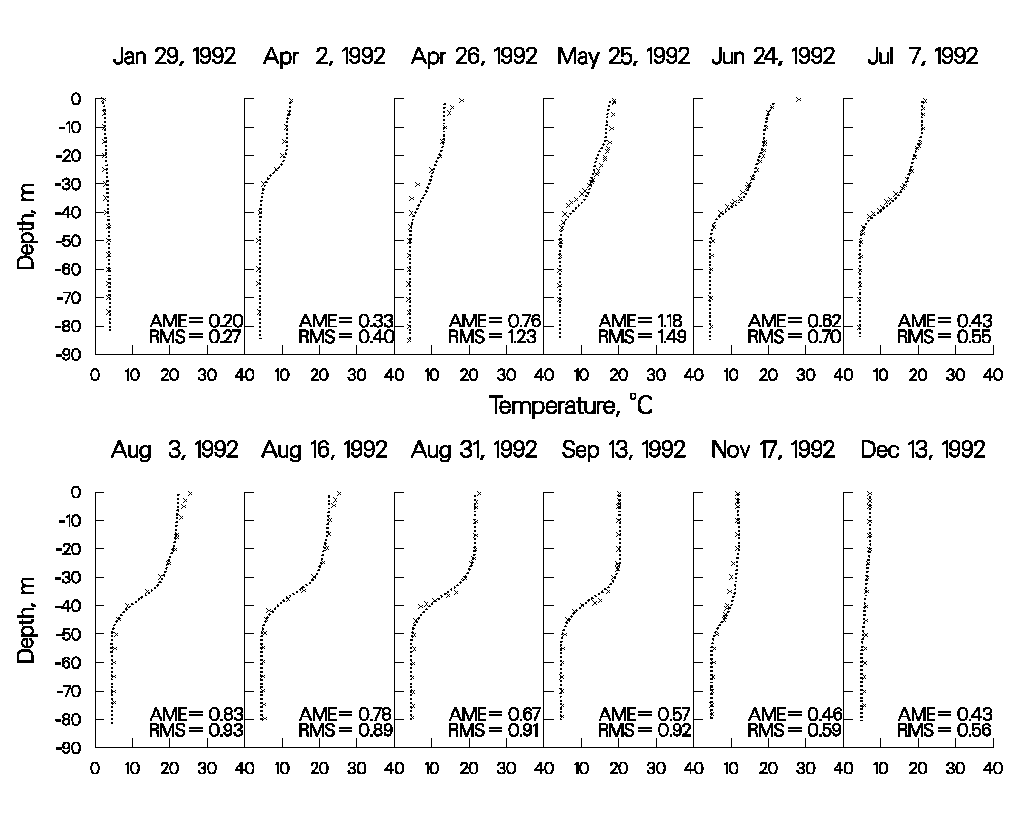 Jan 29, 1992 Apr 2, 1992 Apr 26, 1992 May 25, 1992 Jun 24, 1992 Jul 7, 1992
0
-10
-20
-30
-40
-50
-60
-70
-80
-90
Depth, m
AME = 0.20 AME = 0.33 AME = 0.76 AME = 1.18 AME = 0.62 AME = 0.43
RMS = 0.27 RMS = 0.40 RMS = 1.23 RMS = 1.49 RMS = 0.70 RMS = 0.55
0 10 20 30 40 10 20 30 40 10 20 30 40 10 20 30 40 10 20 30 40 10 20 30 40
Temperature, °C
Aug 3, 1992 Aug 16, 1992 Aug 31, 1992 Sep 13, 1992 Nov 17, 1992 Dec 13, 1992
0
-10
-20
-30
-40
-50
-60
-70
-80
-90
Depth, m
AME = 0.83 AME = 0.78 AME = 0.67 AME = 0.57 AME = 0.46 AME = 0.43
RMS = 0.93 RMS = 0.89 RMS = 0.91 RMS = 0.92 RMS = 0.59 RMS = 0.56
0 10 20 30 40 10 20 30 40 10 20 30 40 10 20 30 40 10 20 30 40 10 20 30 40